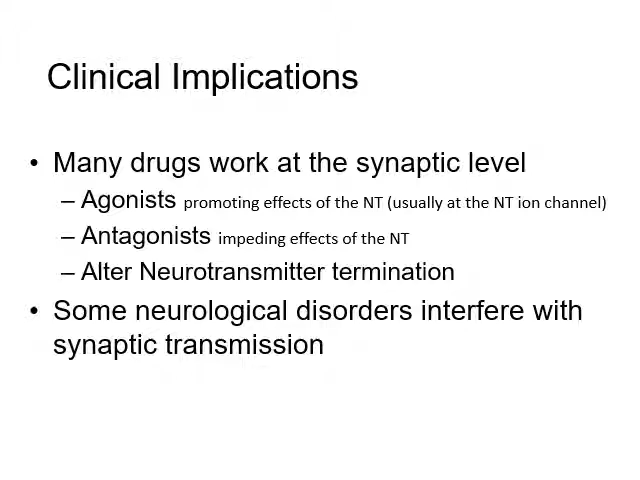 Clinical Implications
• Many drugs work at the synaptic level
– Agonists promoting effects of the NT (usually at the NT ion channel)
– Antagonists impeding effects of the NT
– Alter Neurotransmitter termination
• Some neurological disorders interfere with
synaptic transmission